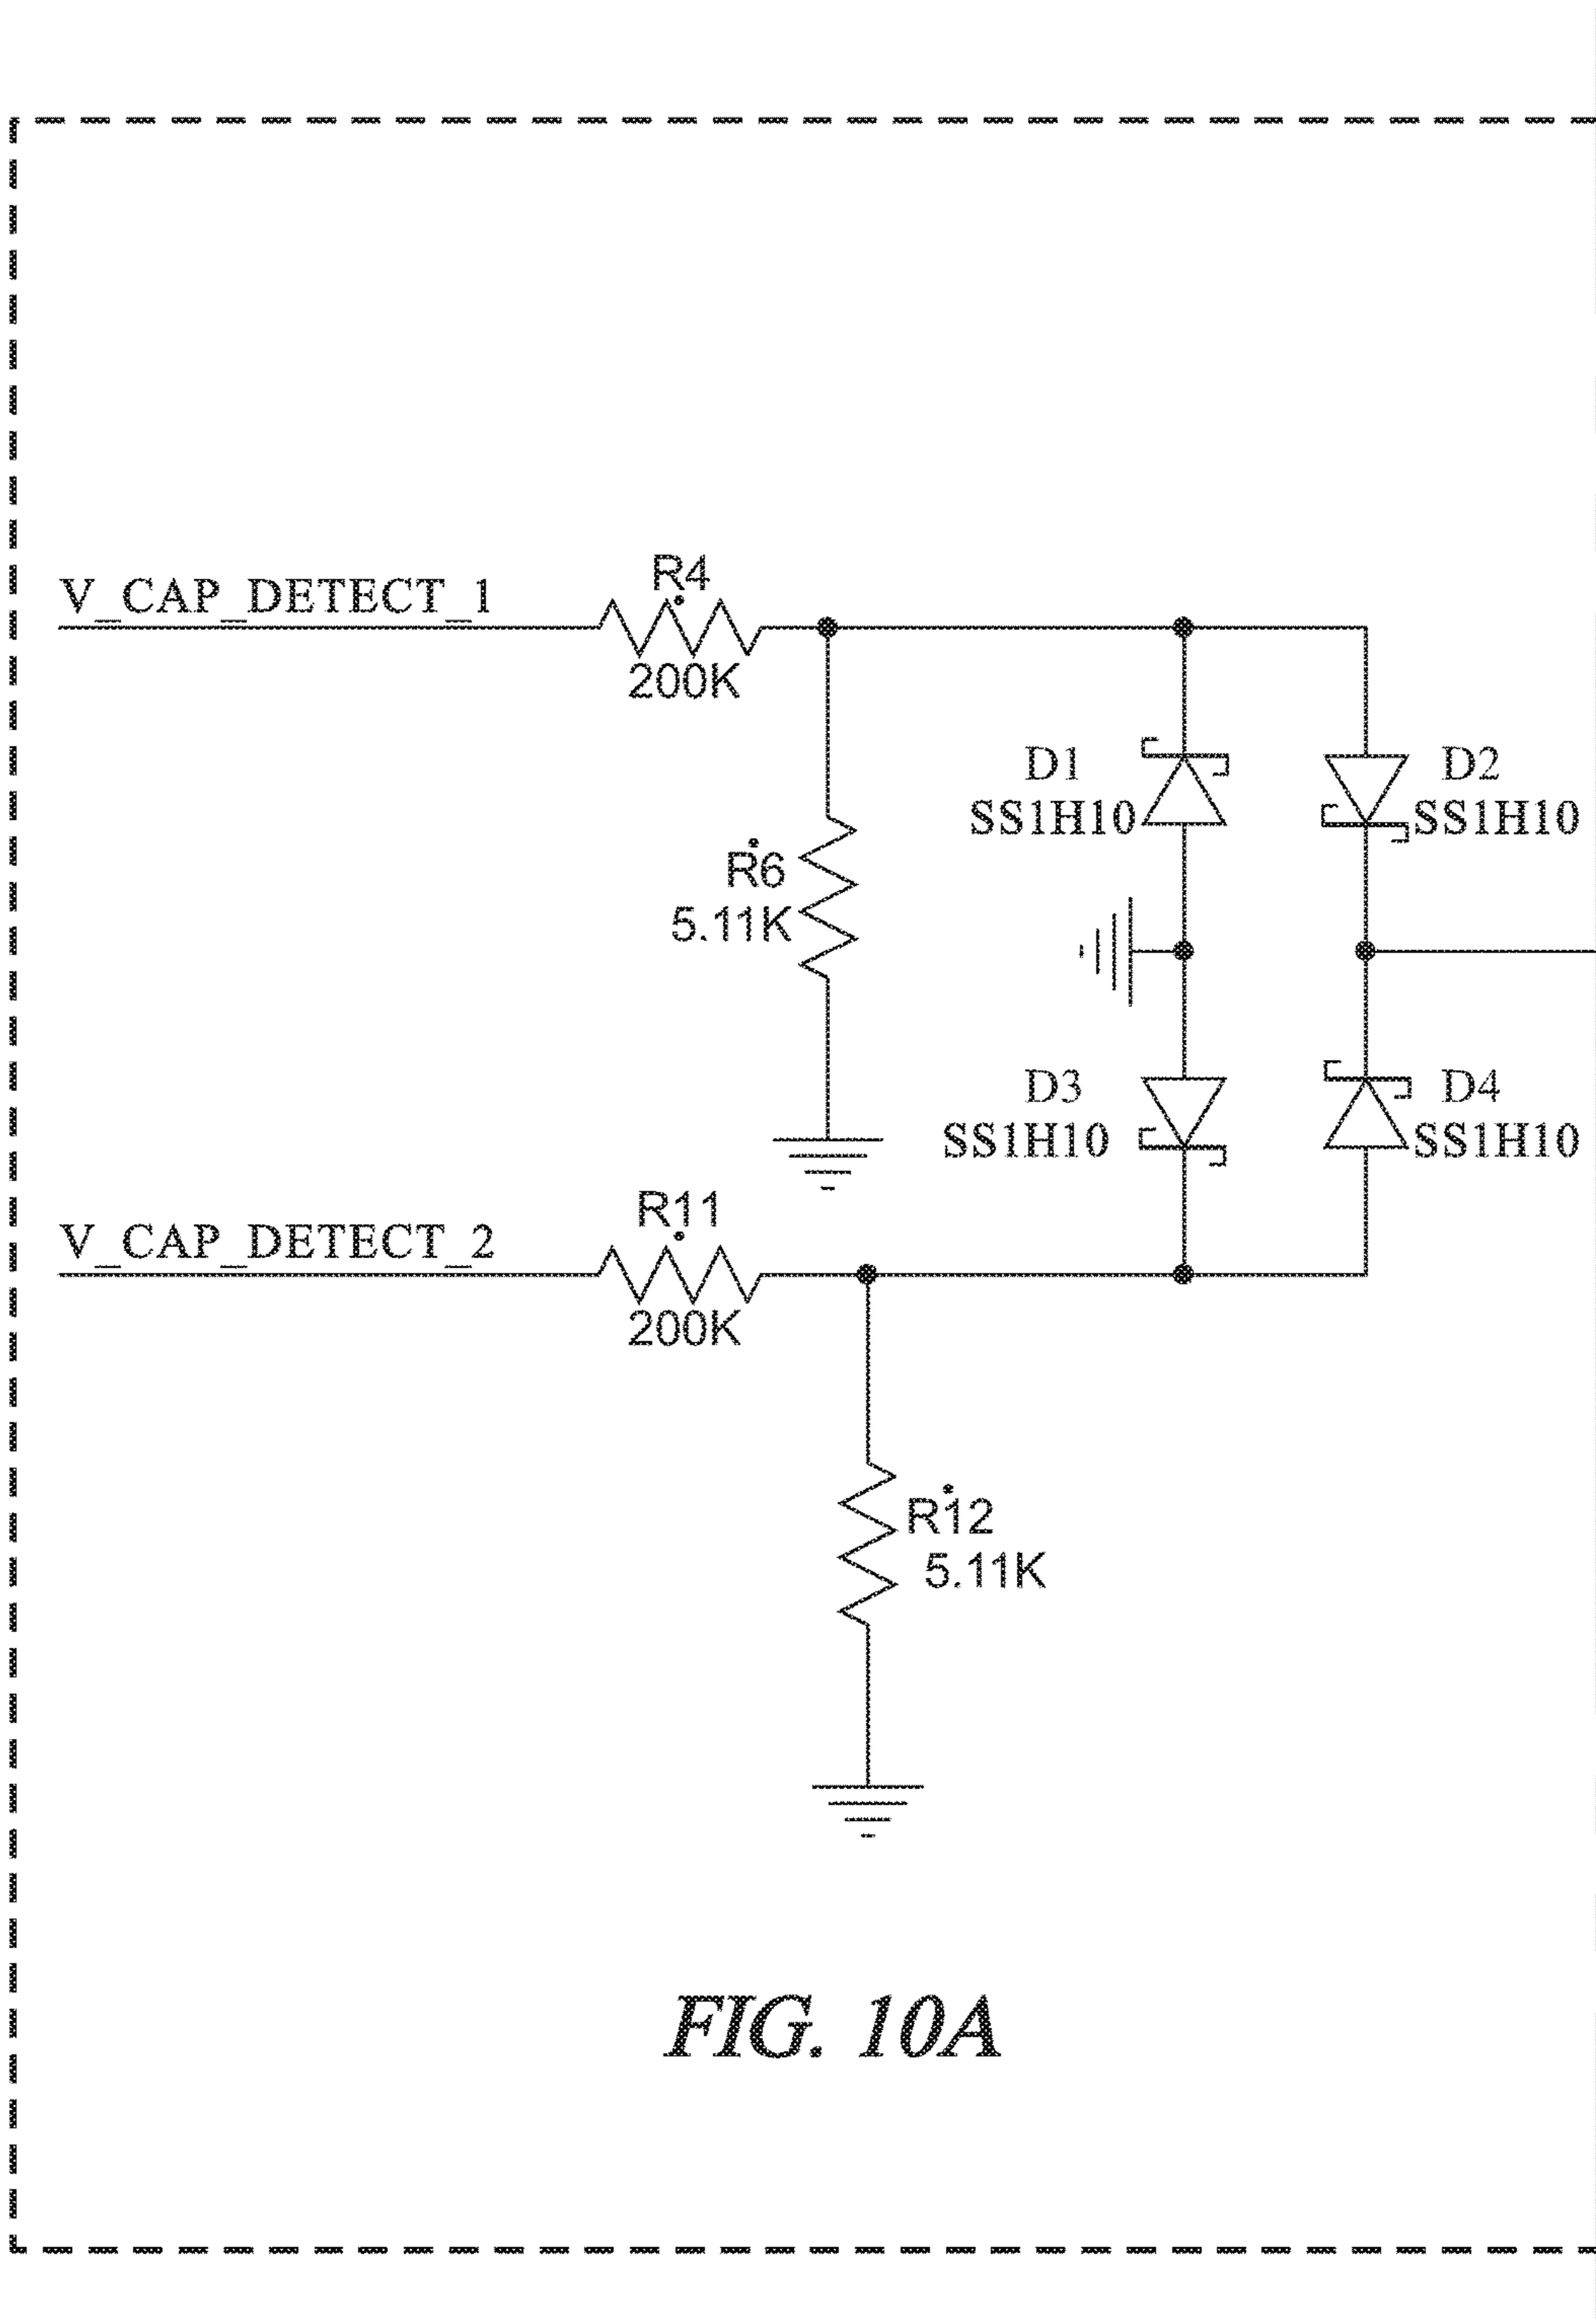 R4
V_CAP_DETECT_1
200K
D1
SS1H10
D2
SS1H10
R6
5.11K
D3
SS1H10
D4
SS1H10
R11
V_CAP_DETECT_2
200K
R12
5.11K
FIG. 10A